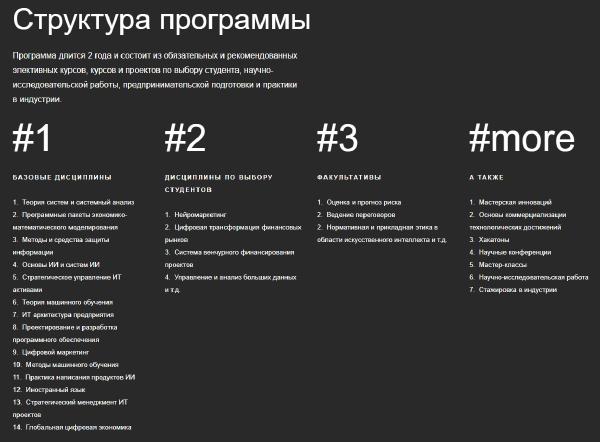 Структура программы
Программа длится 2 года и состоит из обязательных и рекомендованных
элективных курсов, курсов и проектов по выбору студента, научно-
исследовательской работы, предпринимательской подготовки и практики
в индустрии.
#1
БАЗОВЫЕ ДИСЦИПЛИНЫ
1. Теория систем и системный анализ
2. Программные пакеты экономико-
математического моделирования
3. Методы и средства защиты
информации
4. Основы ИИ и систем ИИ
5. Стратегическое управление ИТ
активами
6. Теория машинного обучения
7. ИТ архитектура предприятия
8. Проектирование и разработка
программного обеспечения
9. Цифровой маркетинг
10. Методы машинного обучения
11. Практика написания продуктов ИИ
12. Иностранный язык
13. Стратегический менеджмент ИТ
проектов
14. Глобальная цифровая экономика
#2
ДИСЦИПЛИНЫ ПО ВЫБОРУ
СТУДЕНТОВ
1. Нейромаркетинг
2. Цифровая трансформация финансовых
рынков
3. Система венчурного финансирования
проектов
4. Управление и анализ больших данных
и т.д.
#3
ФАКУЛЬТАТИВЫ
1. Оценка и прогноз риска
2. Ведение переговоров
2. Нормативная и прикладная этика в
области искусственного интеллекта и т.д.
#more
А ТАКЖЕ
1. Мастерская инноваций
2. Основы коммерциализации
технологических достижений
3. Хакатоны
4. Научные конференции
5. Мастер-классы
6. Научно-исследовательская работа
7. Стажировка в индустрии